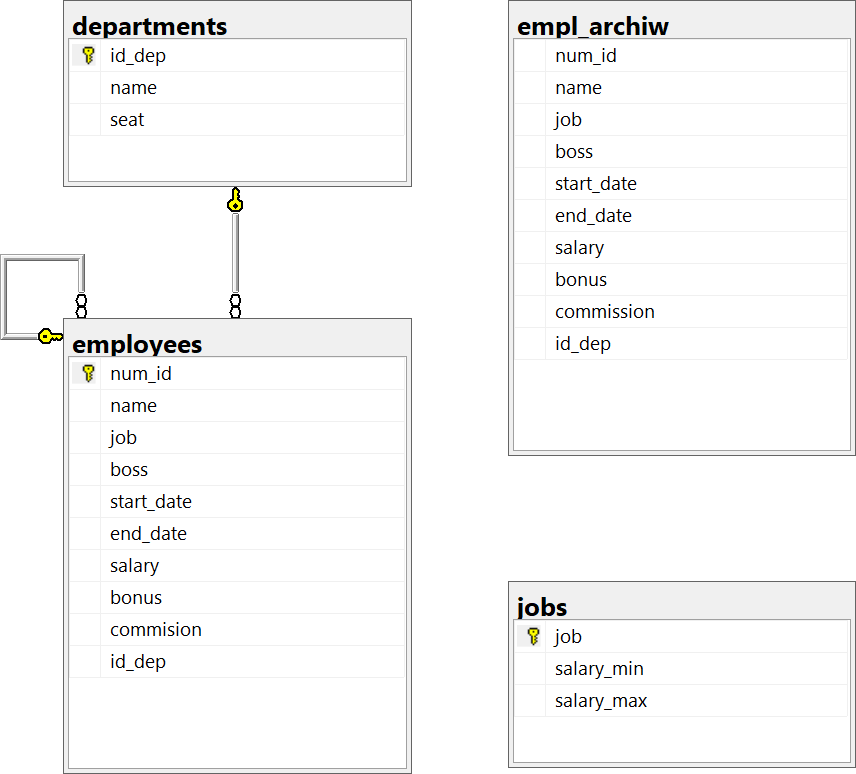 departments
id_dep
name
seat
employees
num_id
name
job
boss
start_date
end_date
salary
bonus
commision
id_dep
empl_archiw
num_id
name
job
boss
start_date
end_date
salary
bonus
commission
id_dep
jobs
job
salary_min
salary_max